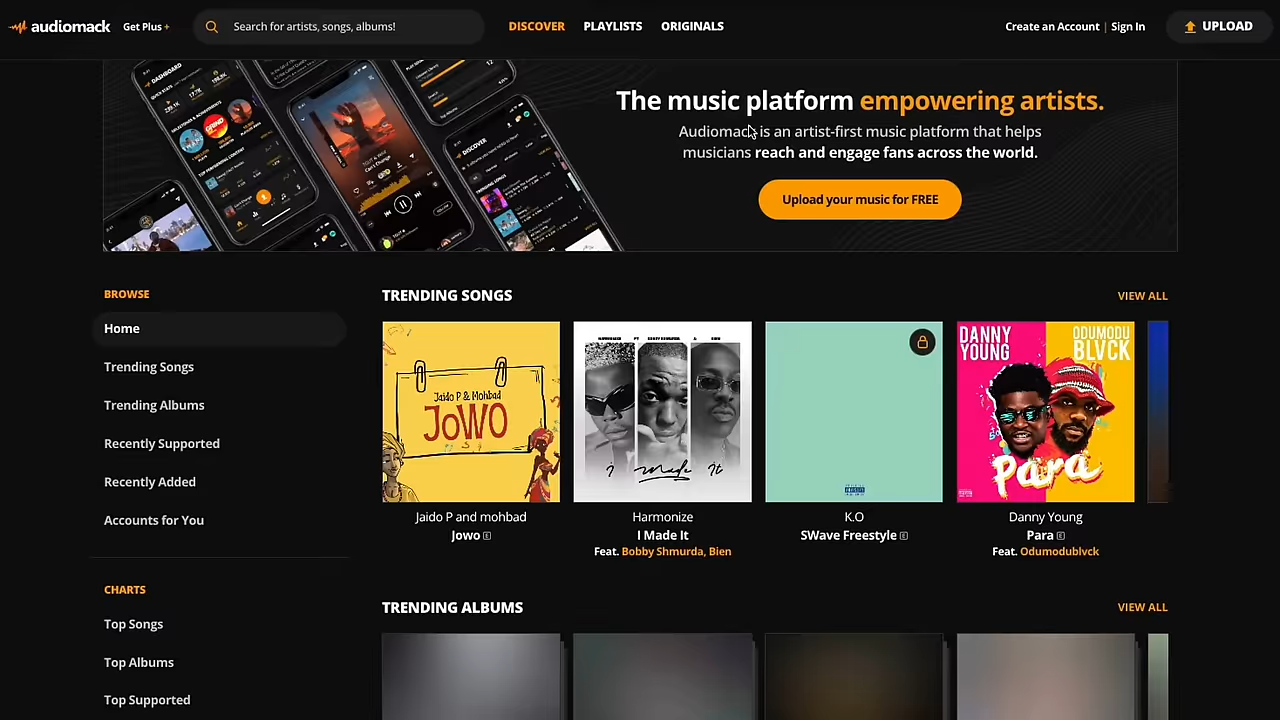 audiomack
Get Plus +
Search for artists, songs, albums!
DISCOVER
PLAYLISTS
ORIGINALS
Create an Account | Sign In
UPLOAD
DASHBOARD
DISCOVER
The music platform empowering artists.
Audiomack is an artist-first music platform that helps
musicians reach and engage fans across the world.
Upload your music for FREE
BROWSE
Home
Trending Songs
Trending Albums
Recently Supported
Recently Added
Accounts for You
CHARTS
Top Songs
Top Albums
Top Supported
TRENDING SONGS
VIEW ALL
Jaido P & Mohbad
JOWO
Jaido P and mohbad
Jowo E
I Made It
Harmonize
I Made It
Feat. Bobby Shmurda, Bien
K.O
SWave Freestyle E
DANNY
YOUNG
ODUMODU
BLVCK
Para
Danny Young
Para E
Feat. Odumodublvck
TRENDING ALBUMS
VIEW ALL